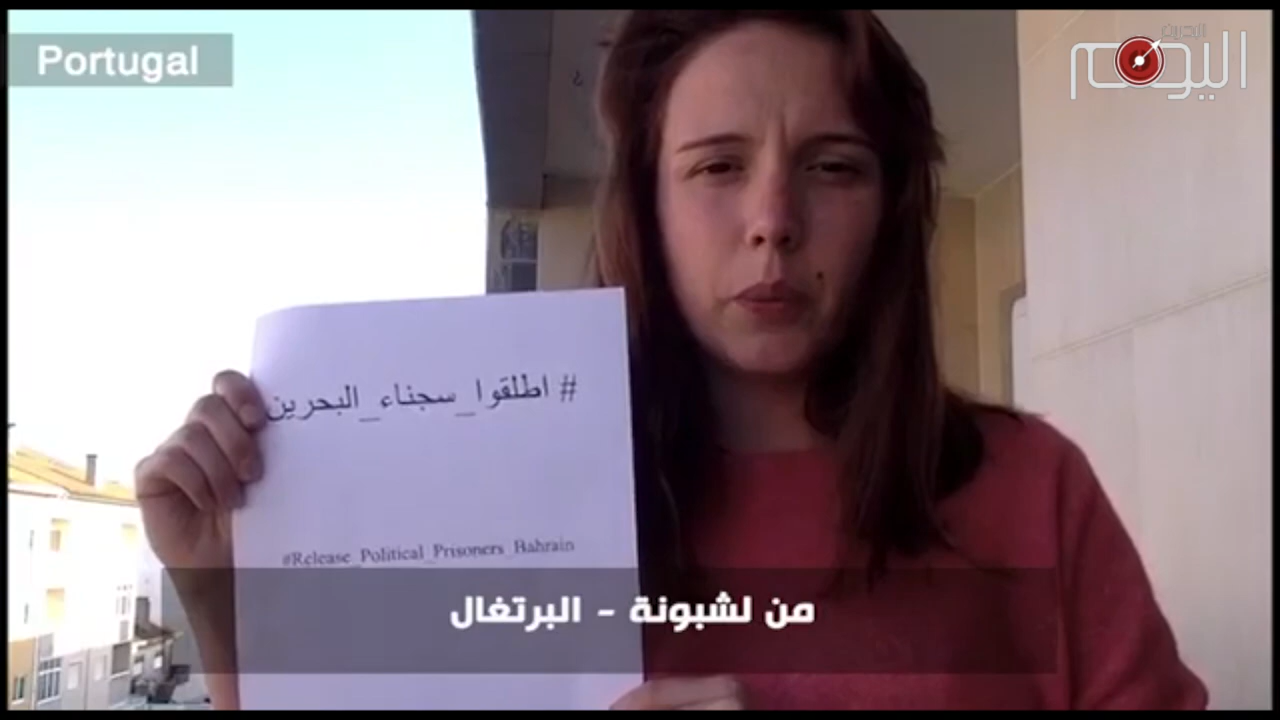 Portugal
البحرين
اليوم
# اطلقوا_سجناء_البحرين
#Release_Political_Prisoners_Bahrain
من لشبونة - البرتغال